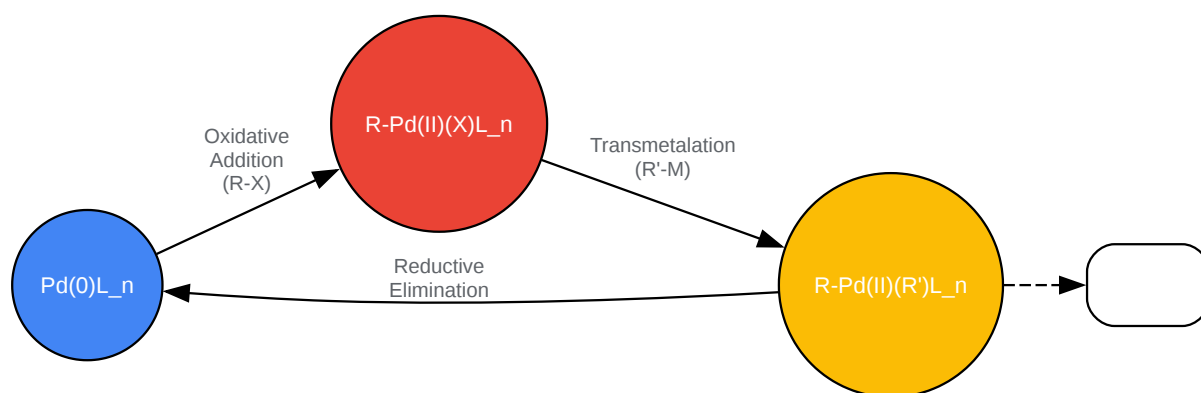 R-Pd(II)(X)L_n
Oxidative
Addition
(R-X)
Transmetalation
(R'-M)
Pd(0)L_n
Reductive
Elimination
R-Pd(II)(R')L_n